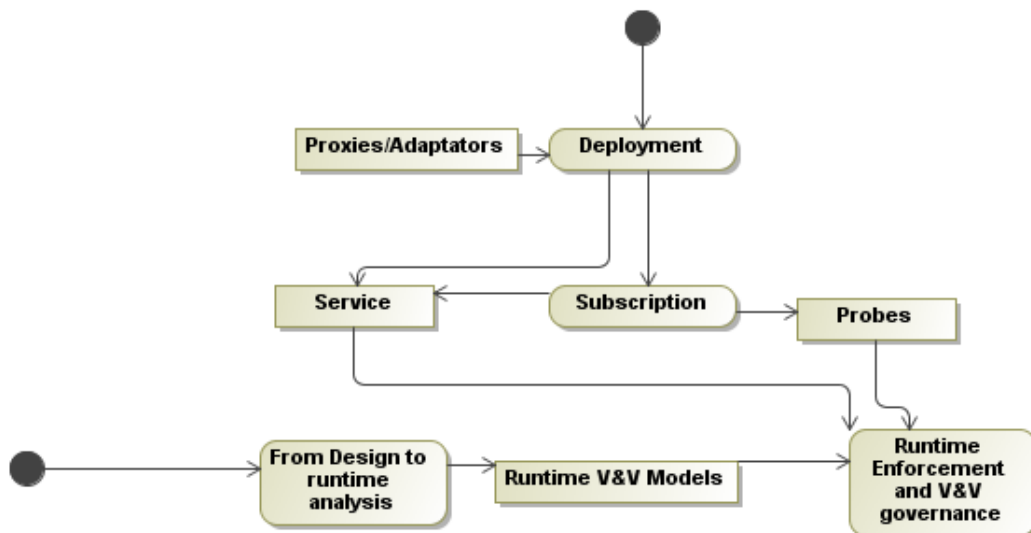 Proxies/Adaptators
Deployment
Service
Subscription
Probes
From Design to
runtime
analysis
Runtime V&V Models
Runtime
Enforcement
and V&V
governance